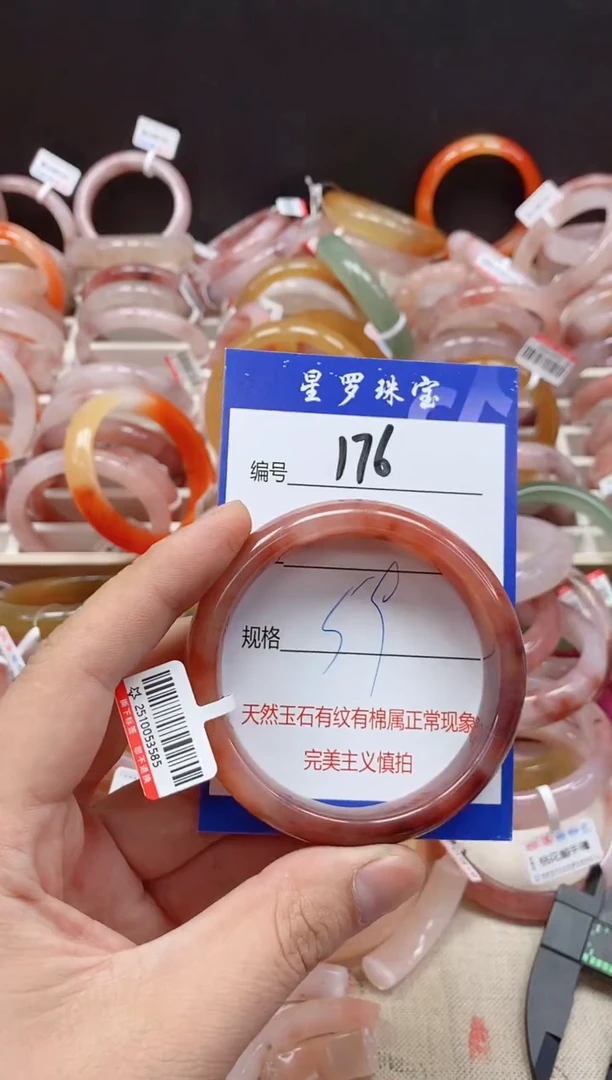 星罗珠宝
编号 176
规格 59
天然玉石有纹有棉属正常现象
完美主义慎拍
☆2510053585